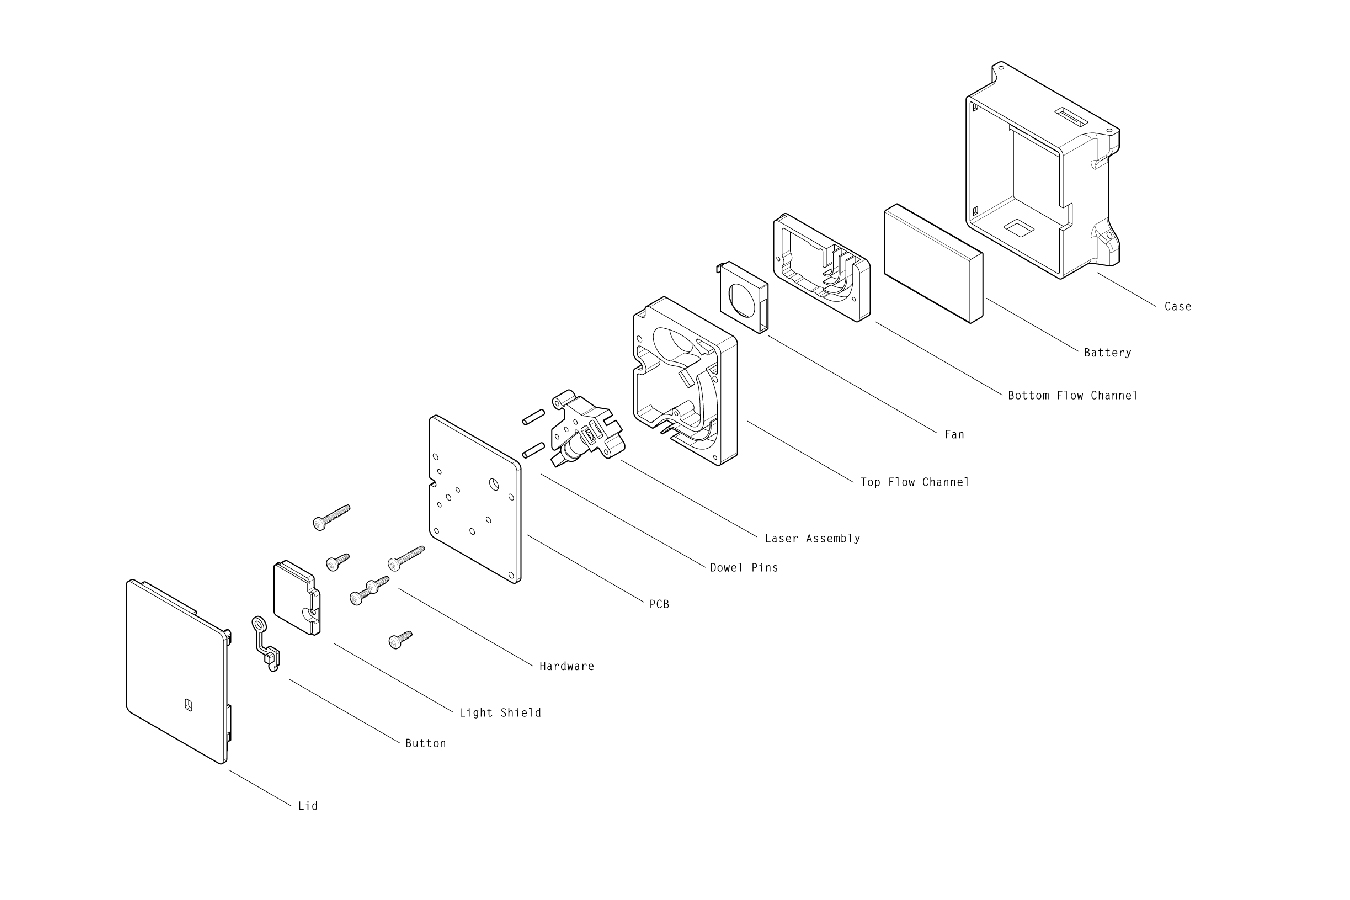 Case
Battery
Bottom Flow Channel
Fan
Top Flow Channel
Laser Assembly
Dowel Pins
PCB
Hardware
Light Shield
Button
Lid